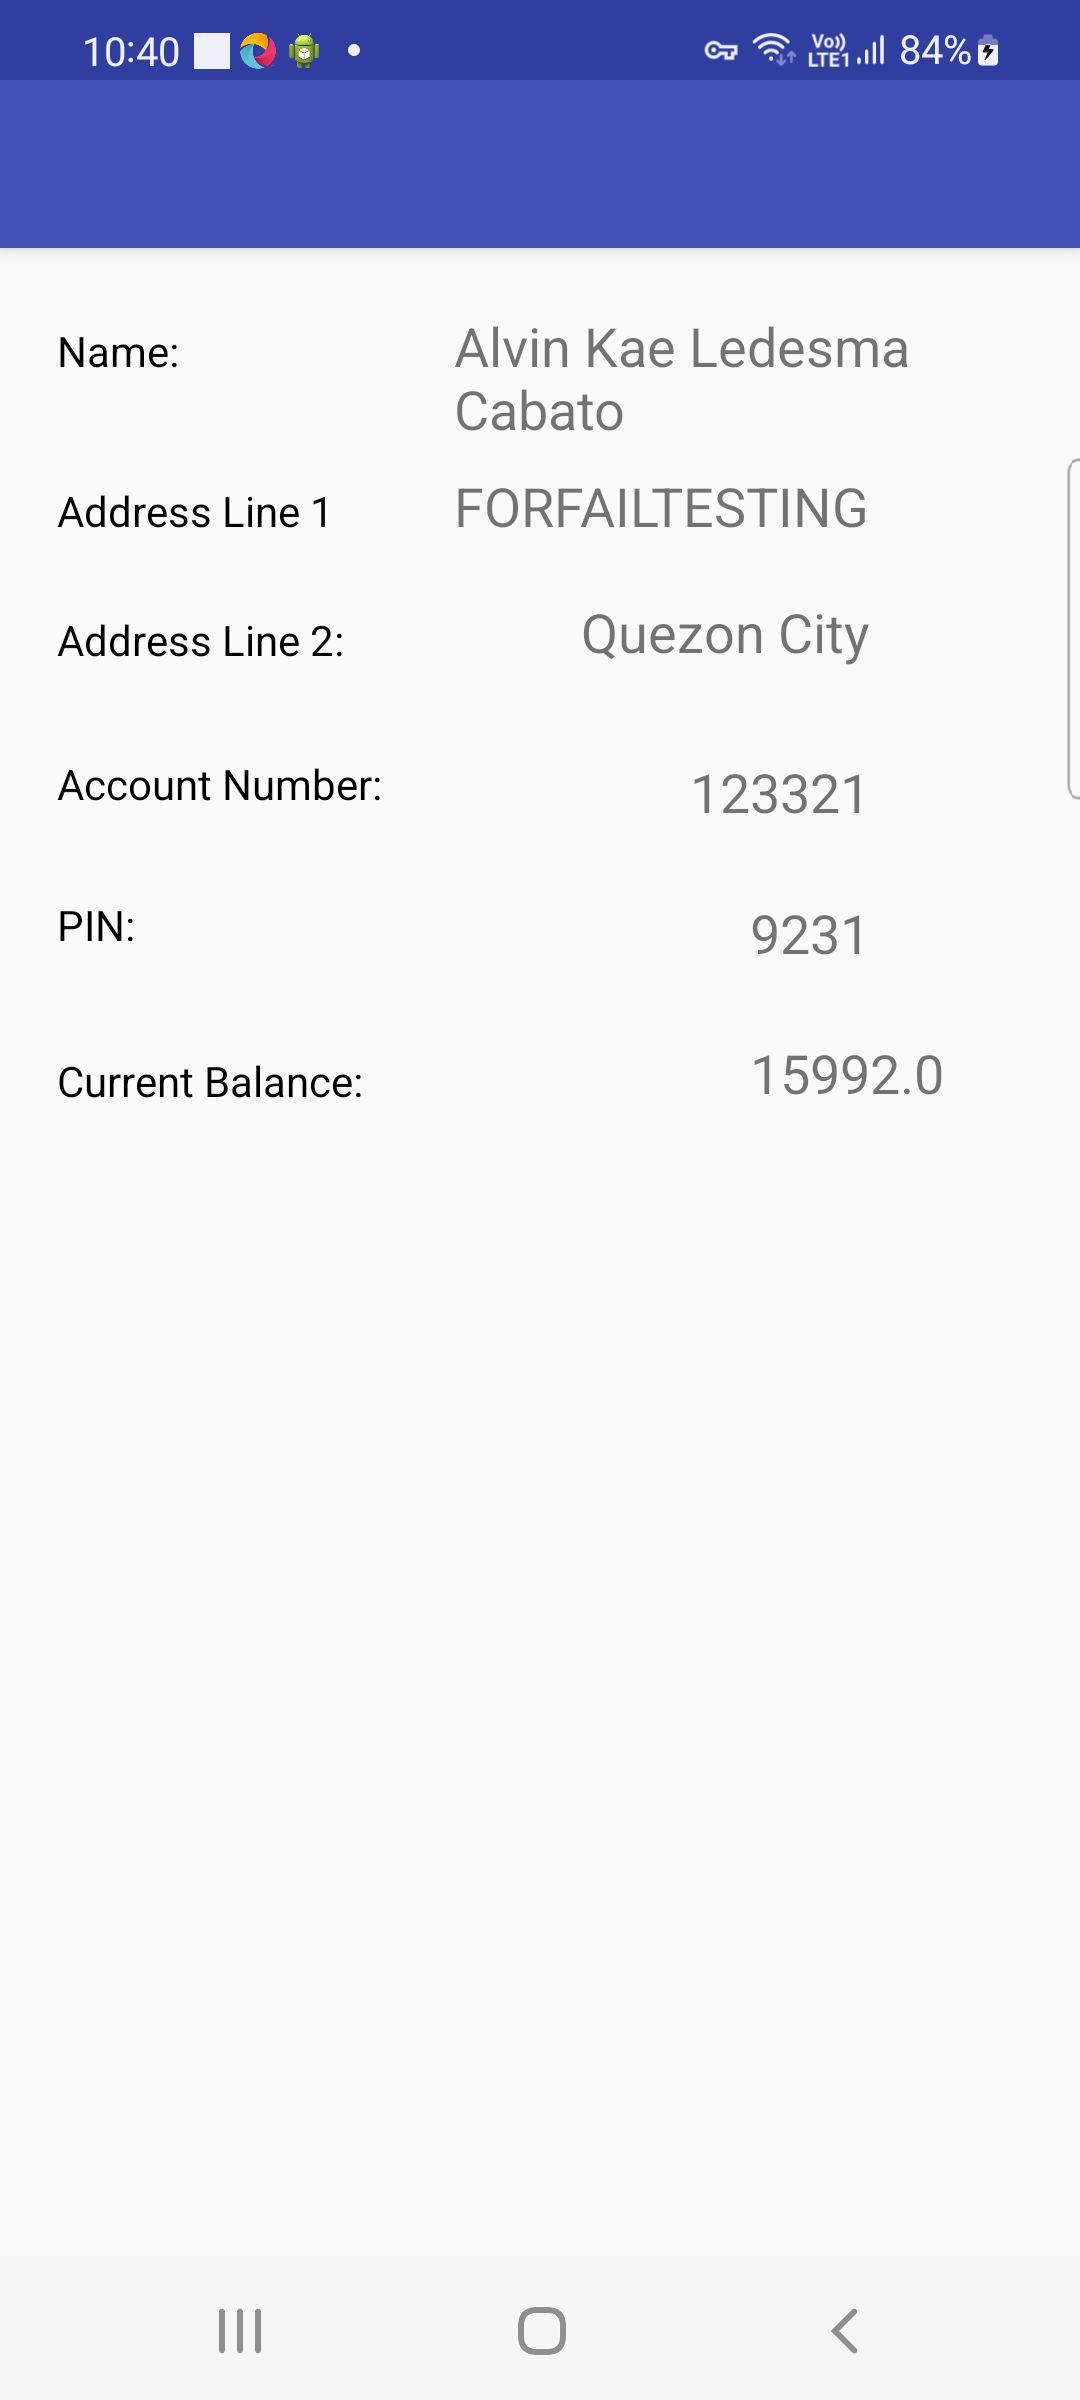 10:40 Vo)) LTE1 84%
Name: Alvin Kae Ledesma
Cabato
Address Line 1 FORFAILTESTING
Address Line 2: Quezon City
Account Number: 123321
PIN: 9231
Current Balance: 15992.0